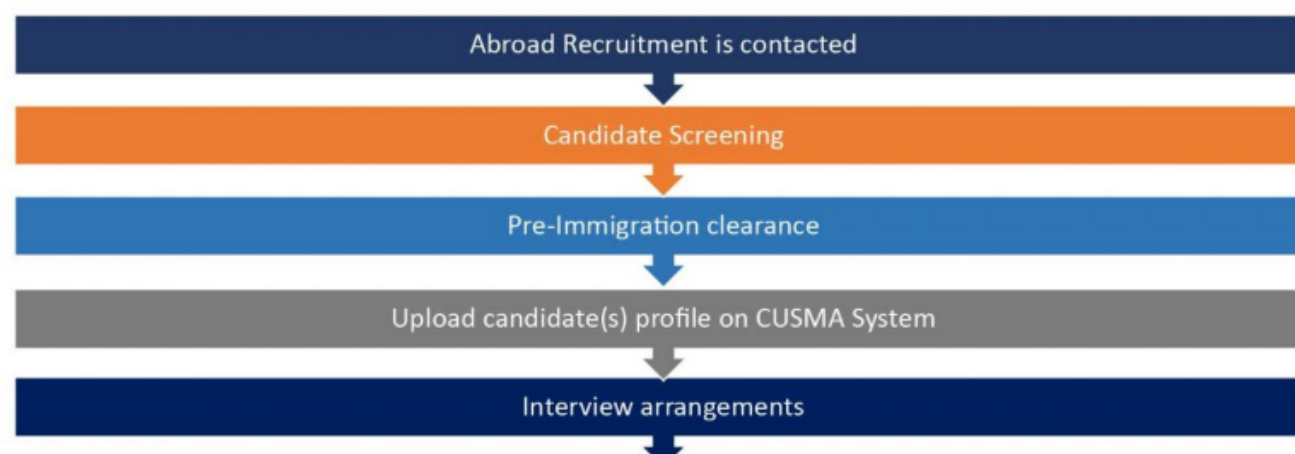 Abroad Recruitment is contacted
Candidate Screening
Pre-Immigration clearance
Upload candidate(s) profile on CUSMA System
Interview arrangements